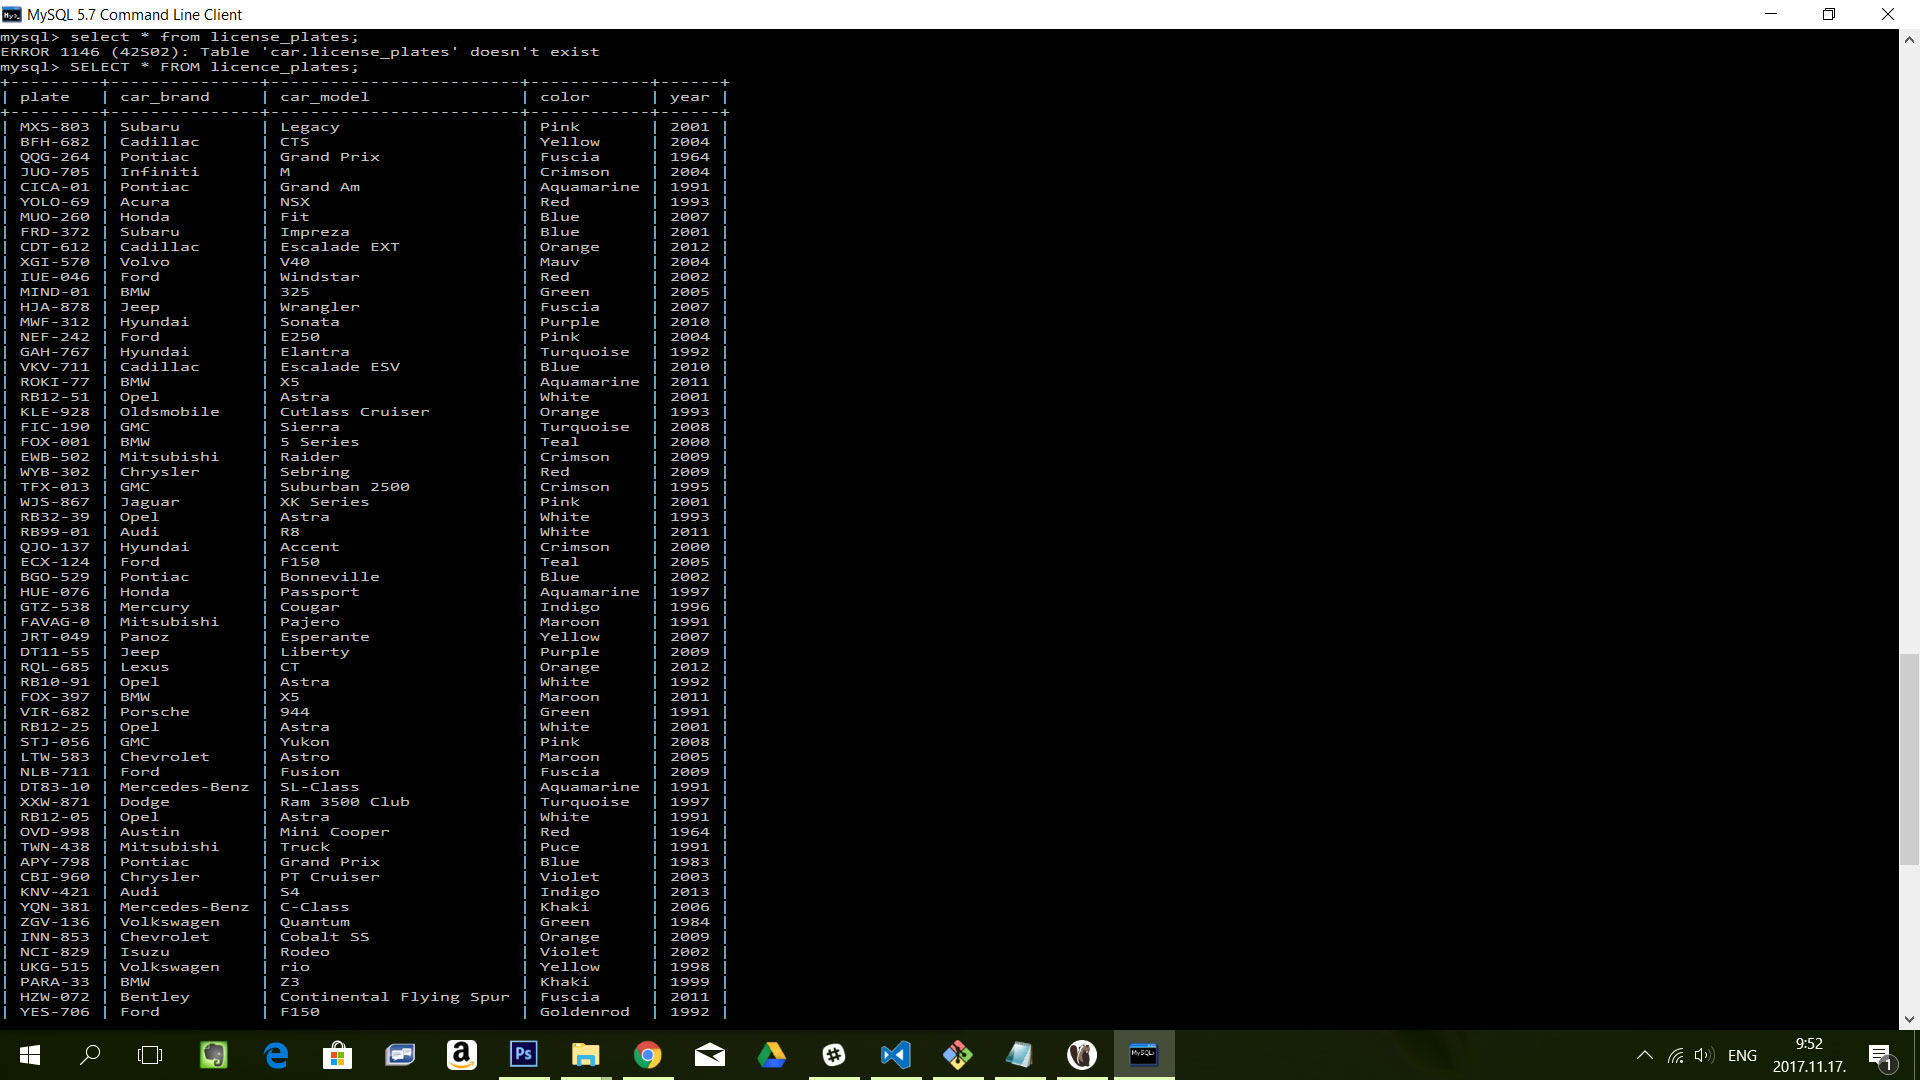 MySQL 5.7 Command Line Client
mysql> select * from license_plates;
ERROR 1146 (42S02): Table 'car.license_plates' doesn't exist
mysql> SELECT * FROM licence_plates;
+---------+---------------+-------------------------+------------+------+
| plate | car_brand | car_model | color | year |
+---------+---------------+-------------------------+------------+------+
| MXS-803 | Subaru | Legacy | Pink | 2001 |
| BFH-682 | Cadillac | CTS | Yellow | 2004 |
| QQG-264 | Pontiac | Grand Prix | Fuscia | 1964 |
| JUO-705 | Infiniti | M | Crimson | 2004 |
| CICA-01 | Pontiac | Grand Am | Aquamarine | 1991 |
| YOLO-69 | Acura | NSX | Red | 1993 |
| MUO-260 | Honda | Fit | Blue | 2007 |
| FRD-372 | Subaru | Impreza | Blue | 2001 |
| CDT-612 | Cadillac | Escalade EXT | Orange | 2012 |
| XGI-570 | Volvo | V40 | Mauv | 2004 |
| IUE-046 | Ford | Windstar | Red | 2002 |
| MIND-01 | BMW | 325 | Green | 2005 |
| HJA-878 | Jeep | Wrangler | Fuscia | 2007 |
| MWF-312 | Hyundai | Sonata | Purple | 2010 |
| NEF-242 | Ford | E250 | Pink | 2004 |
| GAH-767 | Hyundai | Elantra | Turquoise | 1992 |
| VKV-711 | Cadillac | Escalade ESV | Blue | 2010 |
| ROKI-77 | BMW | X5 | Aquamarine | 2011 |
| RB12-51 | Opel | Astra | White | 2001 |
| KLE-928 | Oldsmobile | Cutlass Cruiser | Orange | 1993 |
| FIC-190 | GMC | Sierra | Turquoise | 2008 |
| FOX-001 | BMW | 5 Series | Teal | 2000 |
| EWB-502 | Mitsubishi | Raider | Crimson | 2009 |
| WYB-302 | Chrysler | Sebring | Red | 2009 |
| TFX-013 | GMC | Suburban 2500 | Crimson | 1995 |
| WJS-867 | Jaguar | XK Series | Pink | 2001 |
| RB32-39 | Opel | Astra | White | 1993 |
| RB99-01 | Audi | R8 | White | 2011 |
| QJO-137 | Hyundai | Accent | Crimson | 2000 |
| ECX-124 | Ford | F150 | Teal | 2005 |
| BGO-529 | Pontiac | Bonneville | Blue | 2002 |
| HUE-076 | Honda | Passport | Aquamarine | 1997 |
| GTZ-538 | Mercury | Cougar | Indigo | 1996 |
| FAVAG-0 | Mitsubishi | Pajero | Maroon | 1991 |
| JRT-049 | Panoz | Esperante | Yellow | 2007 |
| DT11-55 | Jeep | Liberty | Purple | 2009 |
| RQL-685 | Lexus | CT | Orange | 2012 |
| RB10-91 | Opel | Astra | White | 1992 |
| FOX-397 | BMW | X5 | Maroon | 2011 |
| VIR-682 | Porsche | 944 | Green | 1991 |
| RB12-25 | Opel | Astra | White | 2001 |
| STJ-056 | GMC | Yukon | Pink | 2008 |
| LTW-583 | Chevrolet | Astro | Maroon | 2005 |
| NLB-711 | Ford | Fusion | Fuscia | 2009 |
| DT83-10 | Mercedes-Benz | SL-Class | Aquamarine | 1991 |
| XXW-871 | Dodge | Ram 3500 Club | Turquoise | 1997 |
| RB12-05 | Opel | Astra | White | 1991 |
| OVD-998 | Austin | Mini Cooper | Red | 1964 |
| TWN-438 | Mitsubishi | Truck | Puce | 1991 |
| APY-798 | Pontiac | Grand Prix | Blue | 1983 |
| CBI-960 | Chrysler | PT Cruiser | Violet | 2003 |
| KNV-421 | Audi | S4 | Indigo | 2013 |
| YQN-381 | Mercedes-Benz | C-Class | Khaki | 2006 |
| ZGV-136 | Volkswagen | Quantum | Green | 1984 |
| INN-853 | Chevrolet | Cobalt SS | Orange | 2009 |
| NCI-829 | Isuzu | Rodeo | Violet | 2002 |
| UKG-515 | Volkswagen | rio | Yellow | 1998 |
| PARA-33 | BMW | Z3 | Khaki | 1999 |
| HZW-072 | Bentley | Continental Flying Spur | Fuscia | 2011 |
| YES-706 | Ford | F150 | Goldenrod | 1992 |
a
Ps
MySQL
ENG
9:52
2017.11.17.
1